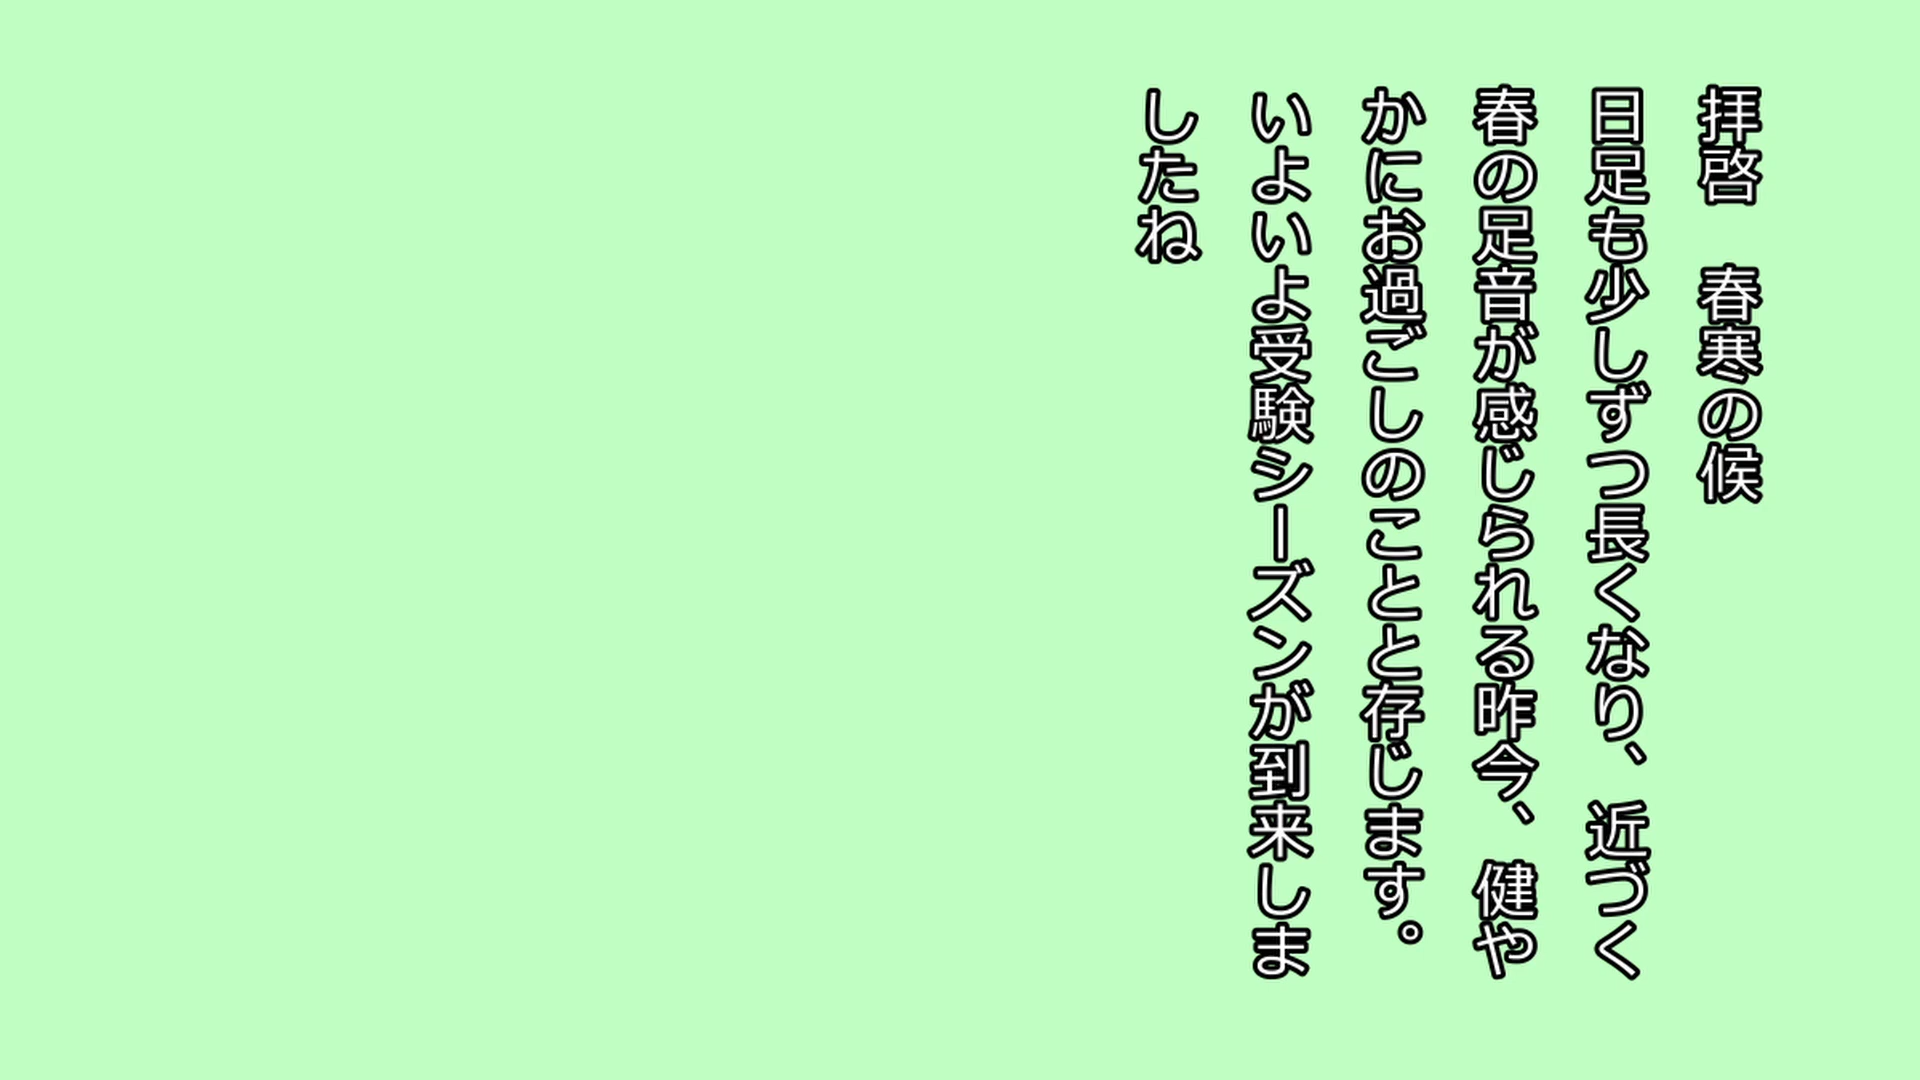 拝啓　春寒の候
日足も少しずつ長くなり、近づく
春の足音が感じられる昨今、健や
かにお過ごしのことと存じます。
いよいよ受験シーズンが到来しま
したね